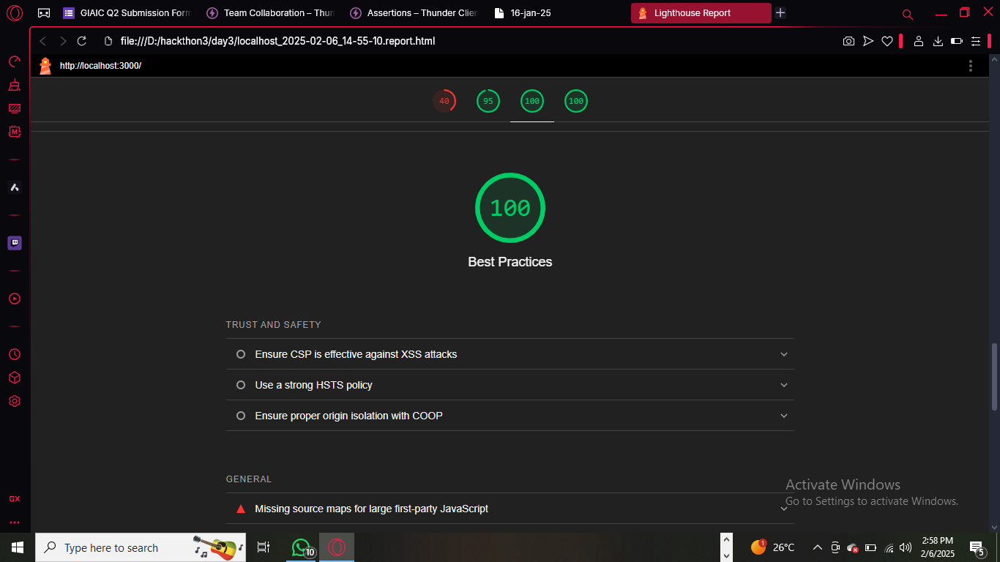 GIAIC Q2 Submission Form
Team Collaboration – Thun
Assertions – Thunder Clien
16-jan-25
Lighthouse Report
file:///D:/hackthon3/day3/localhost_2025-02-06_14-55-10.report.html
http://localhost:3000/
40
95
100
100
100
Best Practices
TRUST AND SAFETY
Ensure CSP is effective against XSS attacks
Use a strong HSTS policy
Ensure proper origin isolation with COOP
GENERAL
Missing source maps for large first-party JavaScript
Activate Windows
Go to Settings to activate Windows.
M
GX
Type here to search
10
1
26°C
2:58 PM
2/6/2025
5